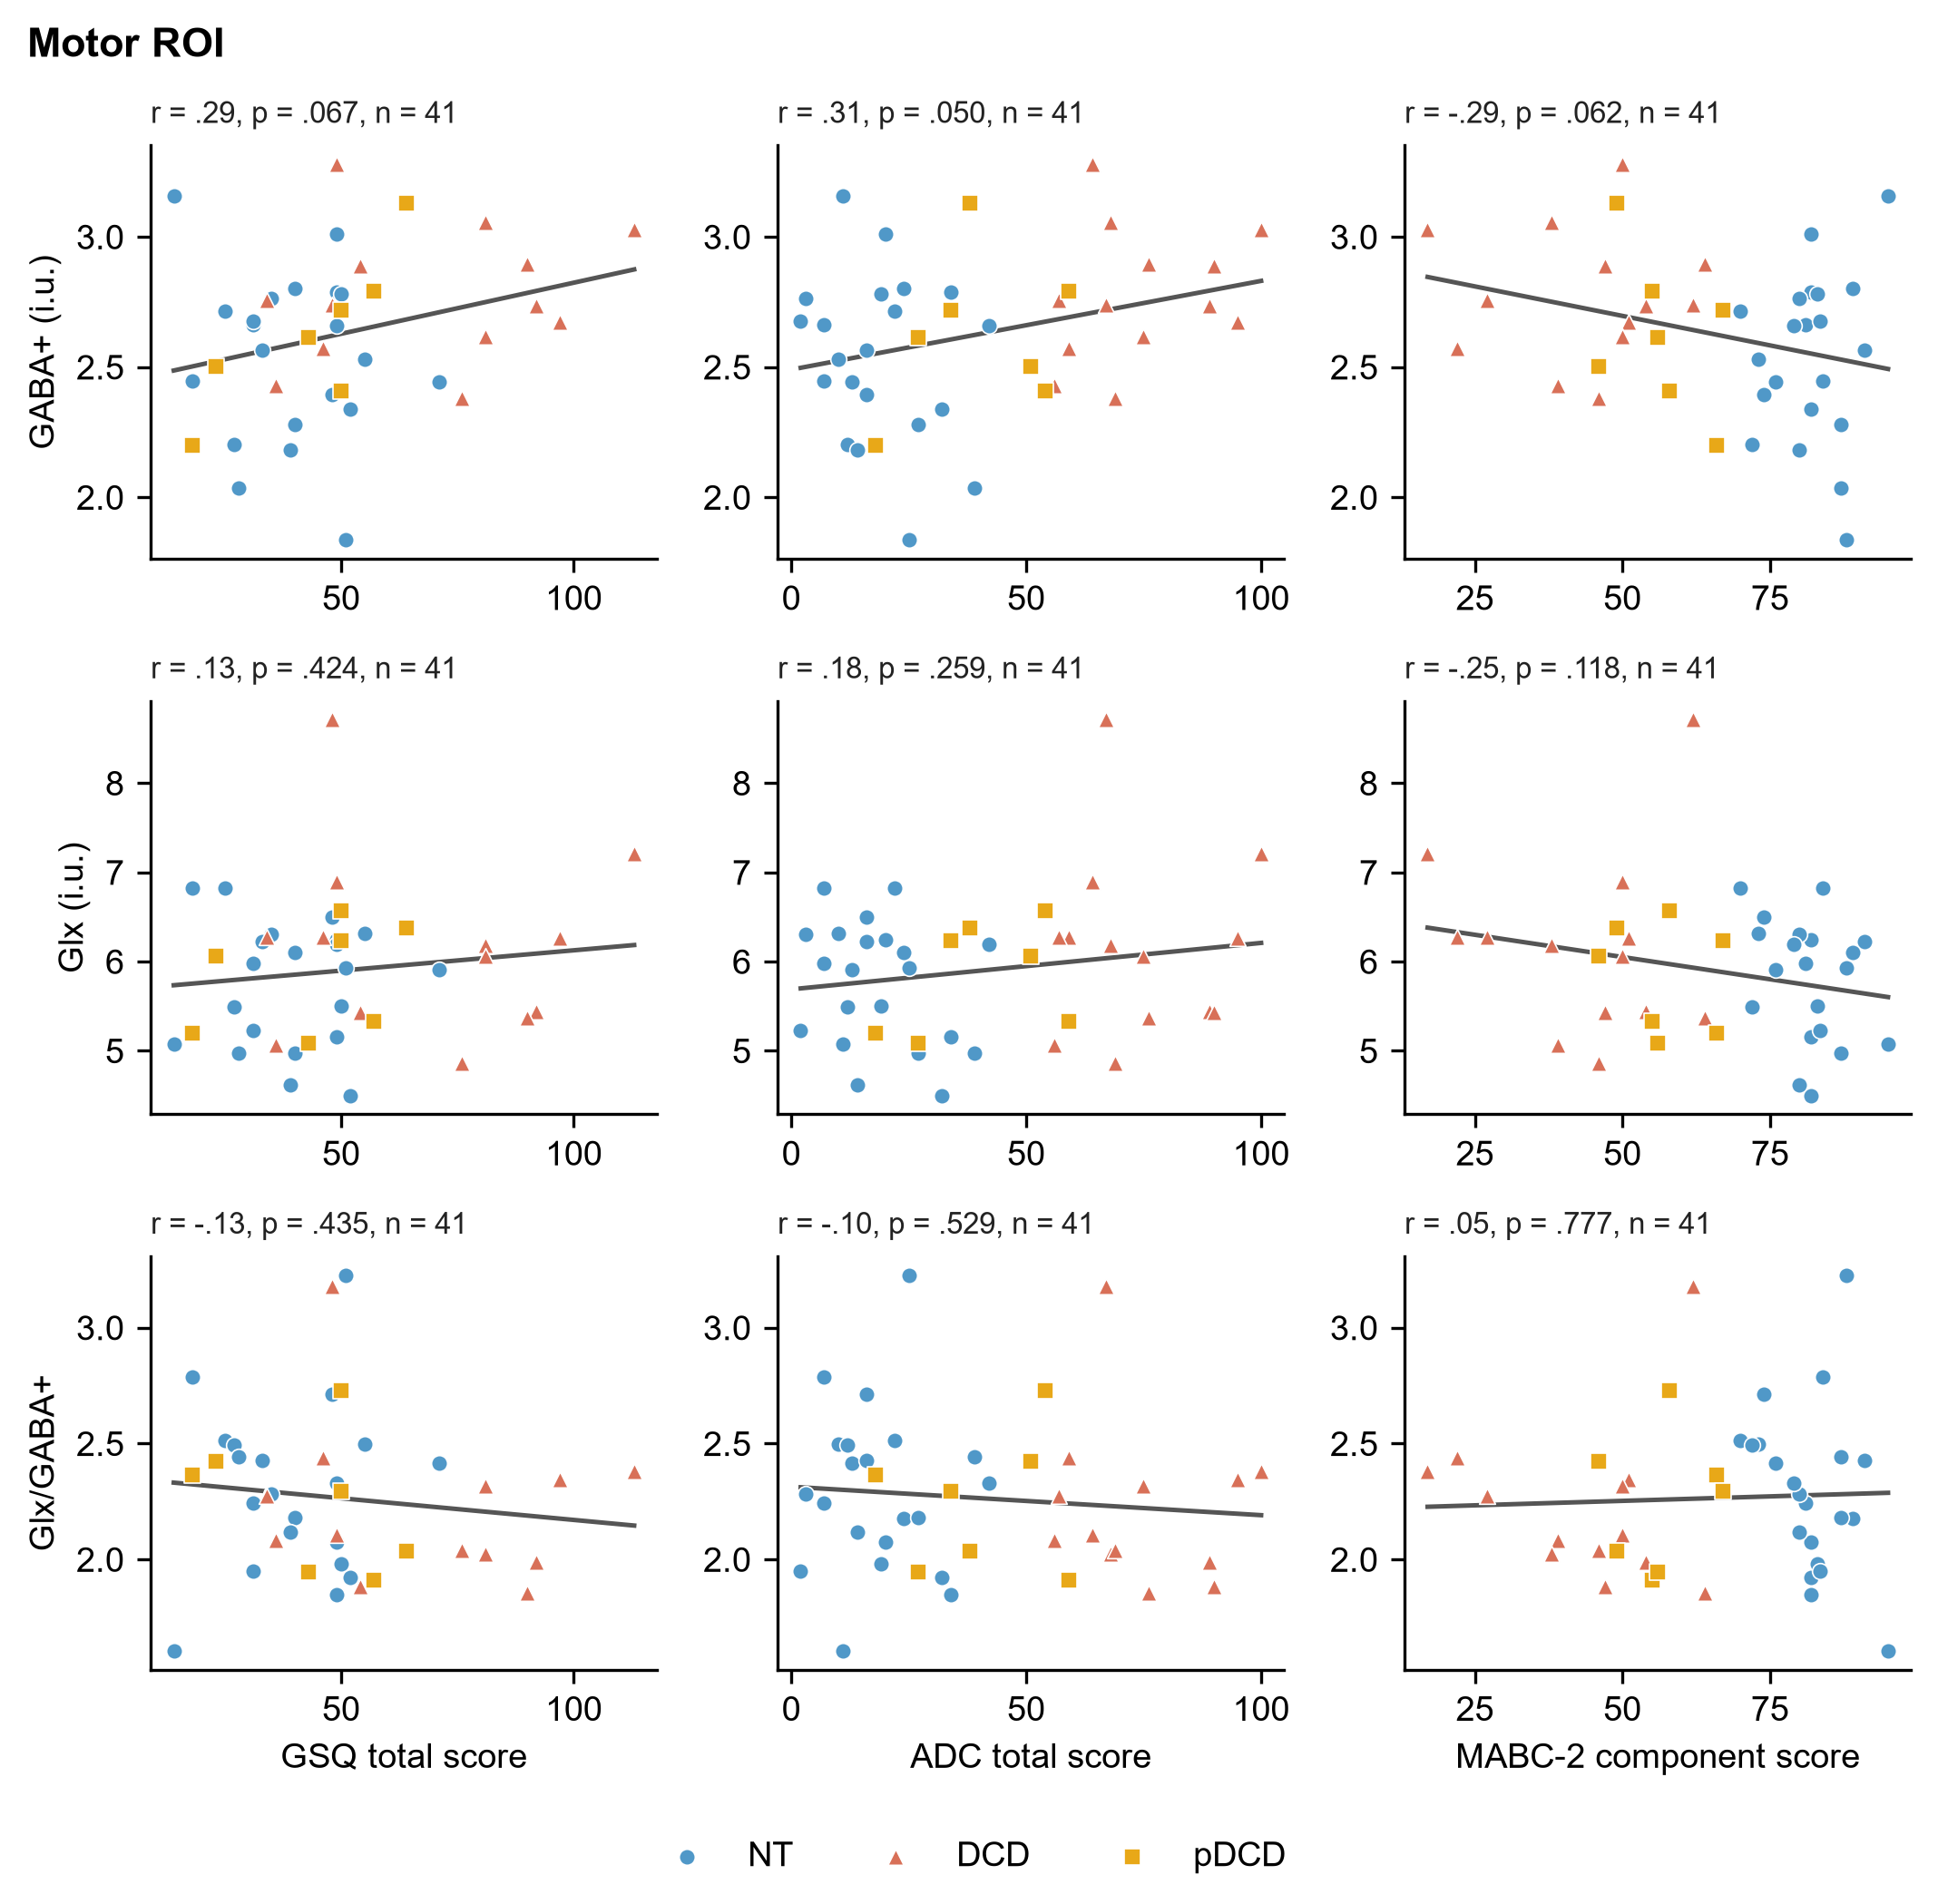 Motor ROI
r = .29, p = .067, n = 41
r = .31, p = .050, n = 41
r = -.29, p = .062, n = 41
GABA+ (i.u.)
3.0
2.5
2.0
50
100
3.0
2.5
2.0
0
50
100
3.0
2.5
2.0
25
50
75
r = .13, p = .424, n = 41
r = .18, p = .259, n = 41
r = -.25, p = .118, n = 41
Glx (i.u.)
8
7
6
5
50
100
8
7
6
5
0
50
100
8
7
6
5
25
50
75
r = -.13, p = .435, n = 41
r = -.10, p = .529, n = 41
r = .05, p = .777, n = 41
Glx/GABA+
3.0
2.5
2.0
50
100
GSQ total score
3.0
2.5
2.0
0
50
100
ADC total score
3.0
2.5
2.0
25
50
75
MABC-2 component score
NT
DCD
pDCD